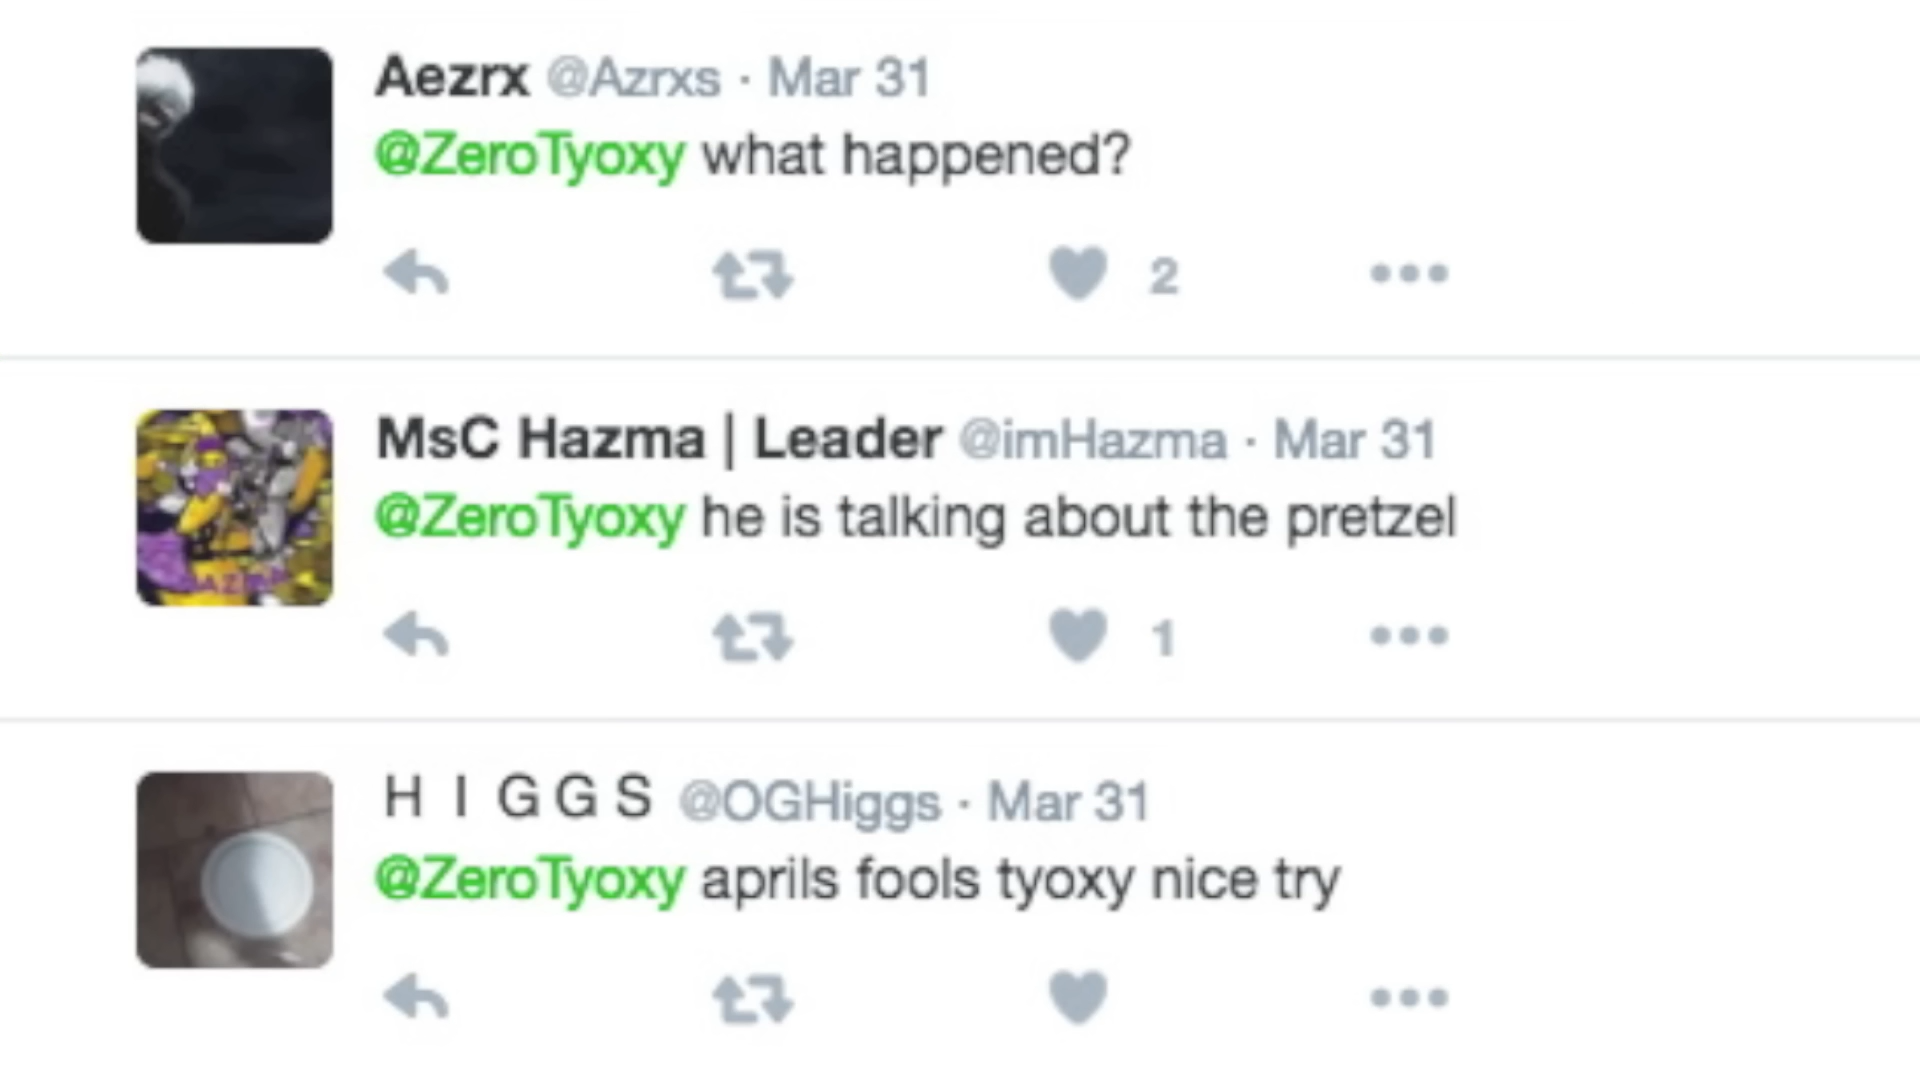 Aezrx @Azrxs · Mar 31
@ZeroTyoxy what happened?
2
MsC Hazma | Leader @imHazma · Mar 31
@ZeroTyoxy he is talking about the pretzel
1
H I G G S @OGHiggs · Mar 31
@ZeroTyoxy aprils fools tyoxy nice try